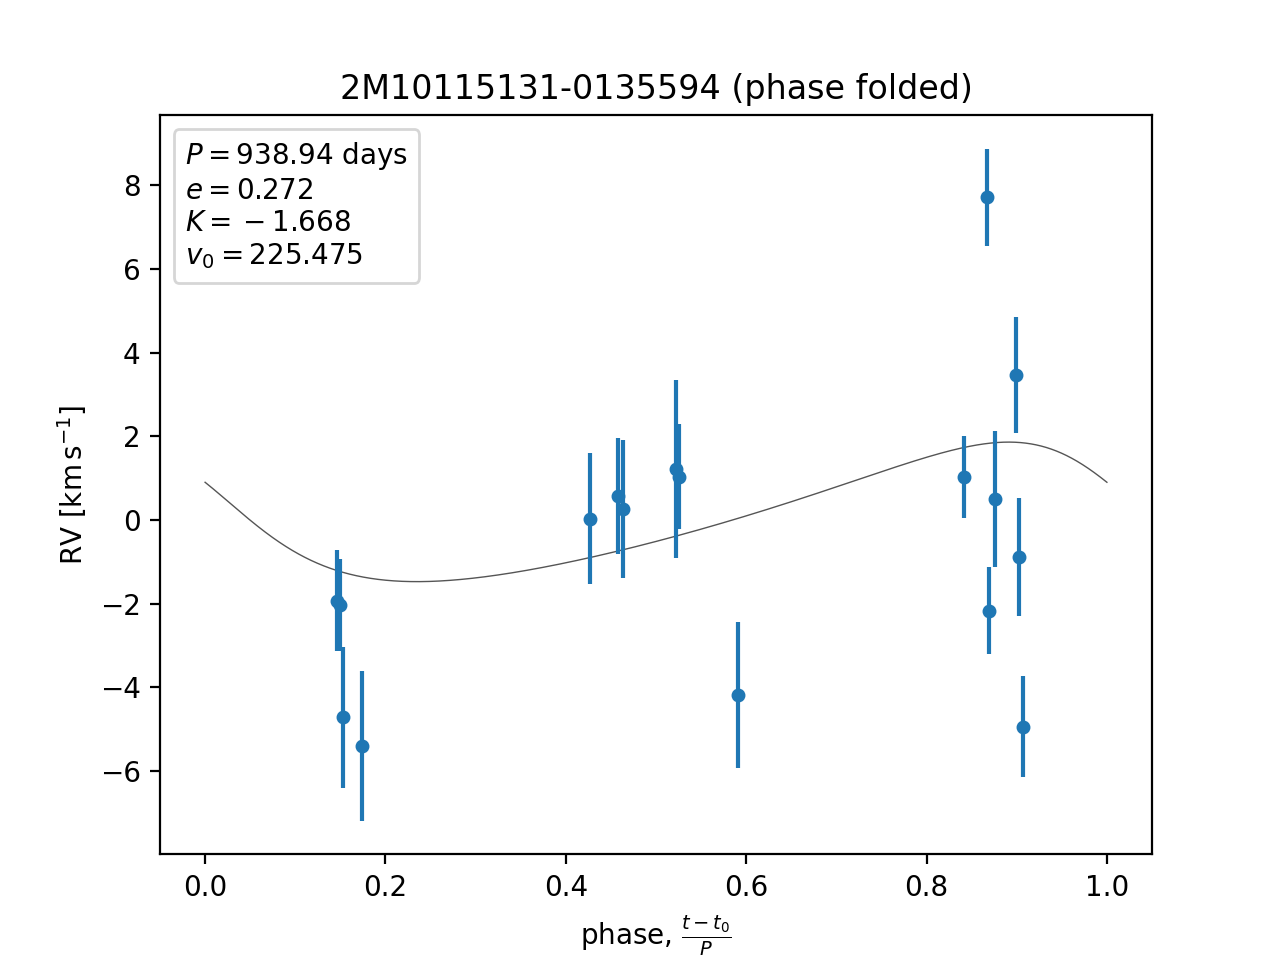 2M10115131-0135594 (phase folded)
P = 938.94 days
e = 0.272
K = −1.668
v₀ = 225.475
8
6
4
2
0
−2
−4
−6
RV [km s⁻¹]
0.0 0.2 0.4 0.6 0.8 1.0
phase, (t − t₀)/P